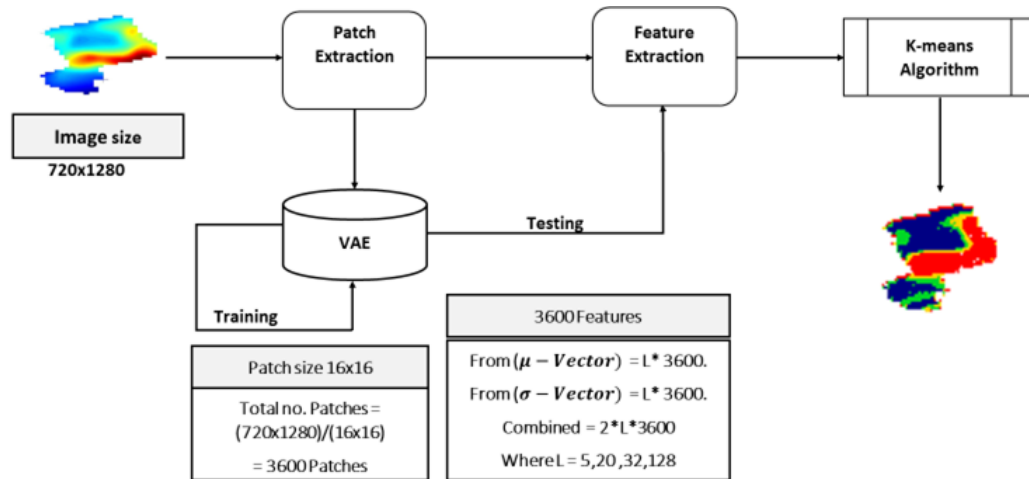 Patch
Extraction
Feature
Extraction
K-means
Algorithm
Image size
720x1280
VAE
Testing
Training
Patch size 16x16
Total no. Patches =
(720x1280)/(16x16)
= 3600 Patches
3600 Features
From (μ − Vector) = L* 3600.
From (σ − Vector) = L* 3600.
Combined = 2*L*3600
Where L = 5,20 ,32,128